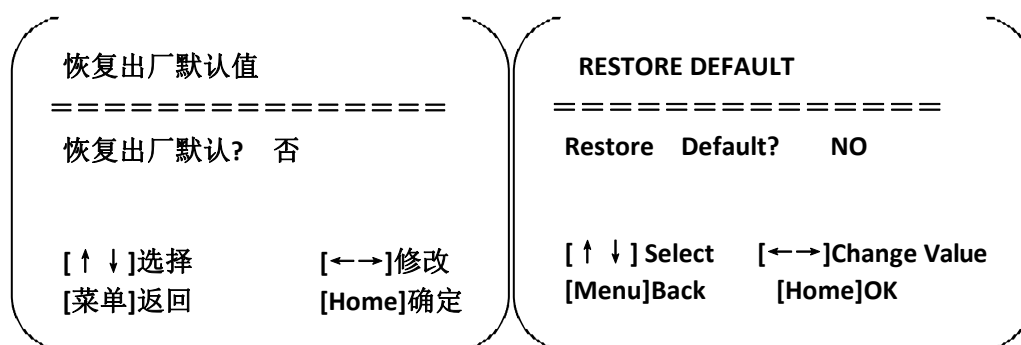 恢复出厂默认值
===============
恢复出厂默认? 否
[↑↓]选择 [←→]修改
[菜单]返回 [Home]确定
RESTORE DEFAULT
==============
Restore Default? NO
[↑↓] Select [←→]Change Value
[Menu]Back [Home]OK